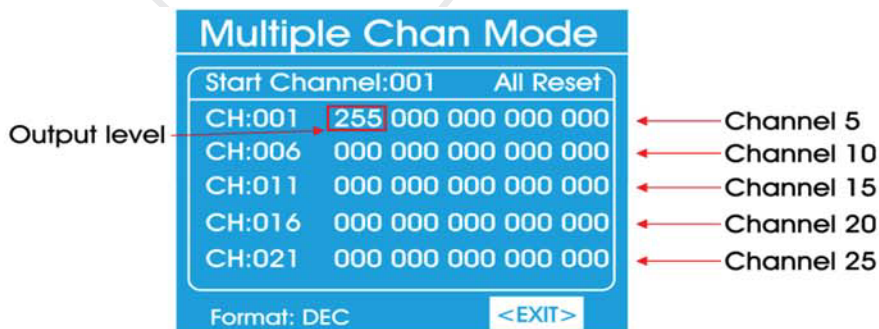 Multiple Chan Mode
Start Channel:001 All Reset
Output level CH:001 255 000 000 000 000 Channel 5
CH:006 000 000 000 000 000 Channel 10
CH:011 000 000 000 000 000 Channel 15
CH:016 000 000 000 000 000 Channel 20
CH:021 000 000 000 000 000 Channel 25
Format: DEC <EXIT>